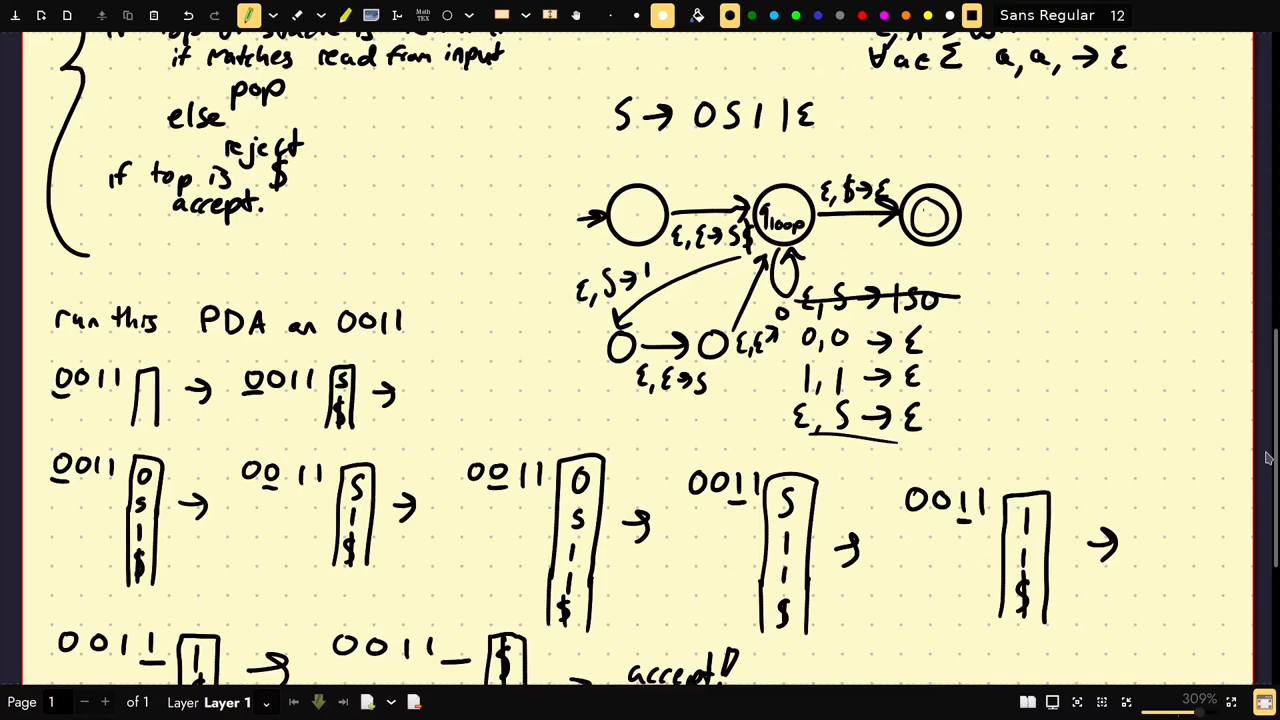 Sans Regular 12
if matches read from input
pop
else
reject
if top is $
accept.
∀a∈Σ a, a, → ε
S → 0S1 | ε
ε, $→ε
q loop
ε, ε→S$
ε, S→1
ε, ε→S
ε, ε→0
ε, S → 1S0
0, 0 → ε
1, 1 → ε
ε, S → ε
run this PDA on 0011
0011 → 0011 S $ →
0011 0 S 1 $ → 0011 S 1 $ → 0011 0 S 1 1 $ → 0011 S 1 1 $ → 0011 1 1 $ →
0011 1 → 0011 $ → accept!
Page 1 of 1 Layer Layer 1 309%